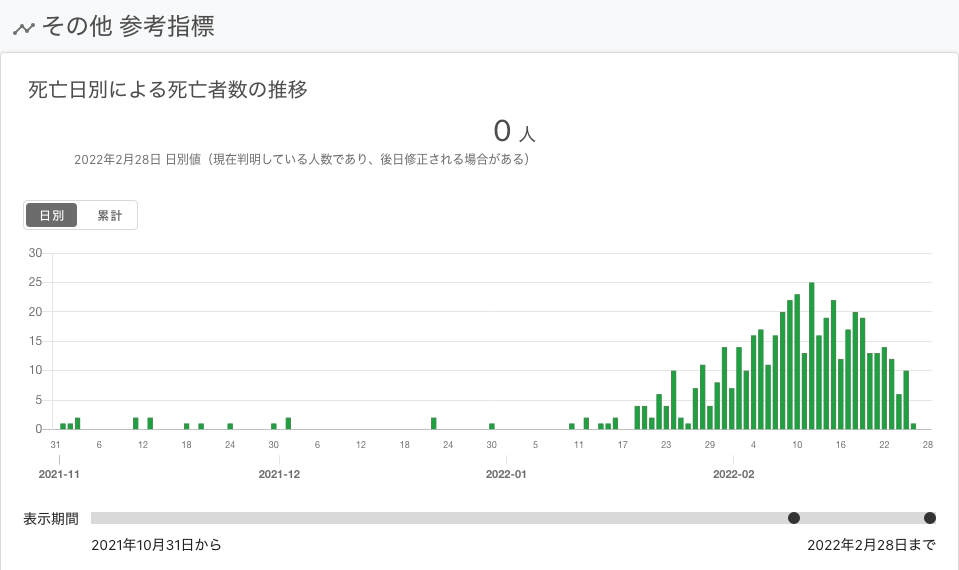 その他 参考指標
死亡日別による死亡者数の推移
0 人
2022年2月28日 日別値（現在判明している人数であり、後日修正される場合がある）
日別 累計
30
25
20
15
10
5
0
31 6 12 18 24 30 6 12 18 24 30 5 11 17 23 29 4 10 16 22 28
2021-11 2021-12 2022-01 2022-02
表示期間
2021年10月31日から 2022年2月28日まで